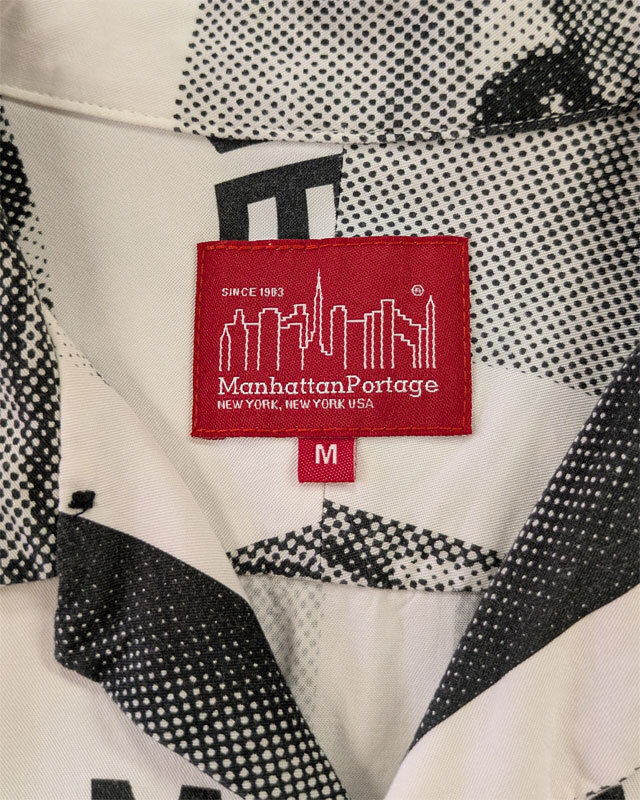 E
SINCE 1983
®
ManhattanPortage
NEW YORK, NEW YORK USA
M
M